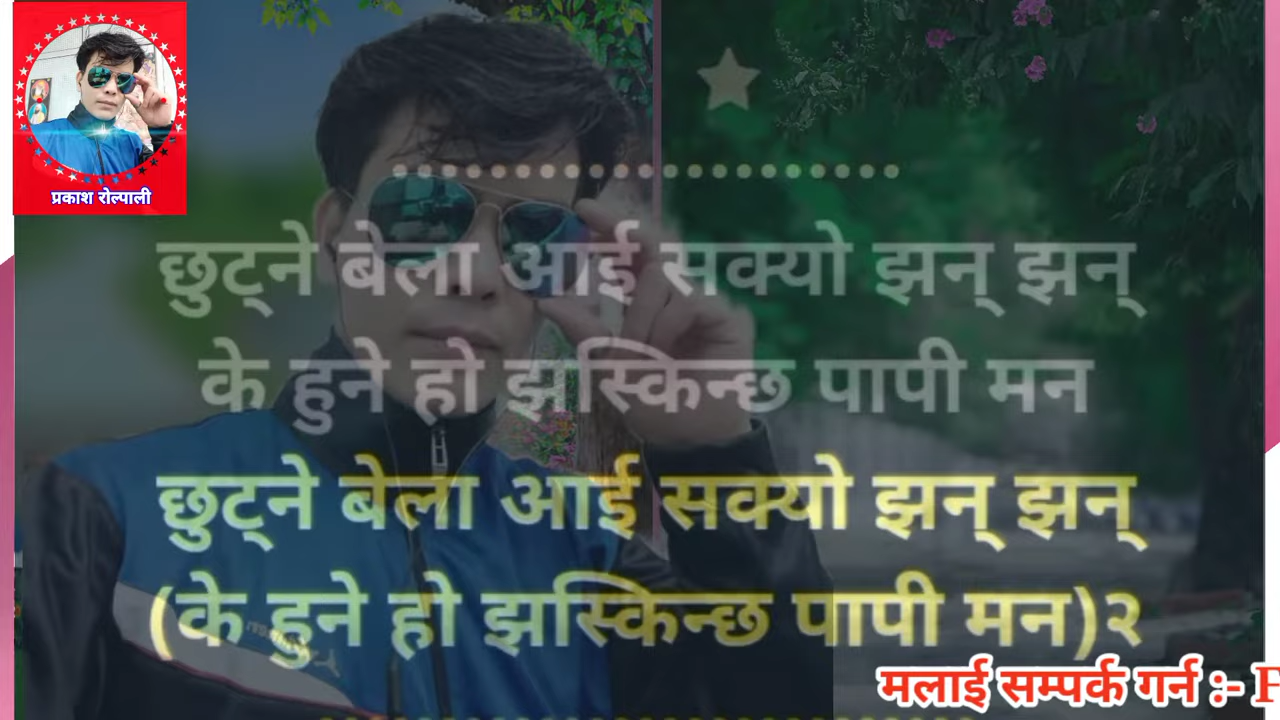 प्रकाश रोल्पाली
छुट्ने बेला आई सक्यो झन् झन्
के हुने हो झस्किन्छ पापी मन
छुट्ने बेला आई सक्यो झन् झन्
(के हुने हो झस्किन्छ पापी मन)२
मलाई सम्पर्क गर्न :- F